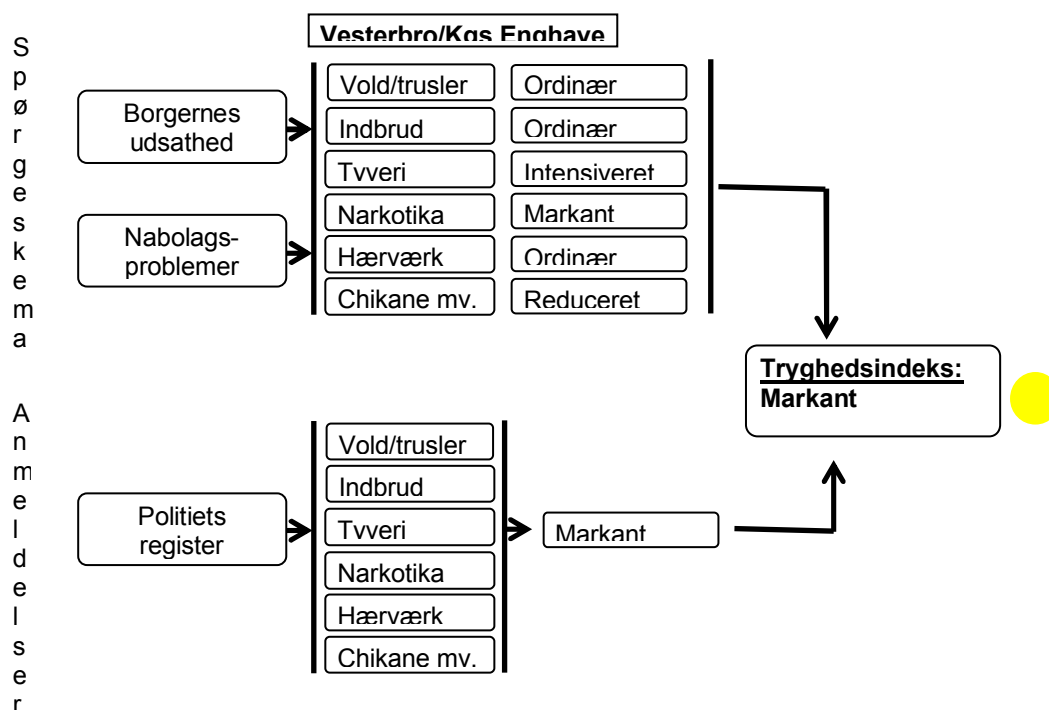 Spørgeskema
Vesterbro/Kgs Enghave
Borgernes
udsathed
Nabolags-
problemer
Vold/trusler Ordinær
Indbrud Ordinær
Tyveri Intensiveret
Narkotika Markant
Hærværk Ordinær
Chikane mv. Reduceret
Tryghedsindeks:
Markant
Anmeldelser
Politiets
register
Vold/trusler
Indbrud
Tyveri
Narkotika
Hærværk
Chikane mv.
Markant